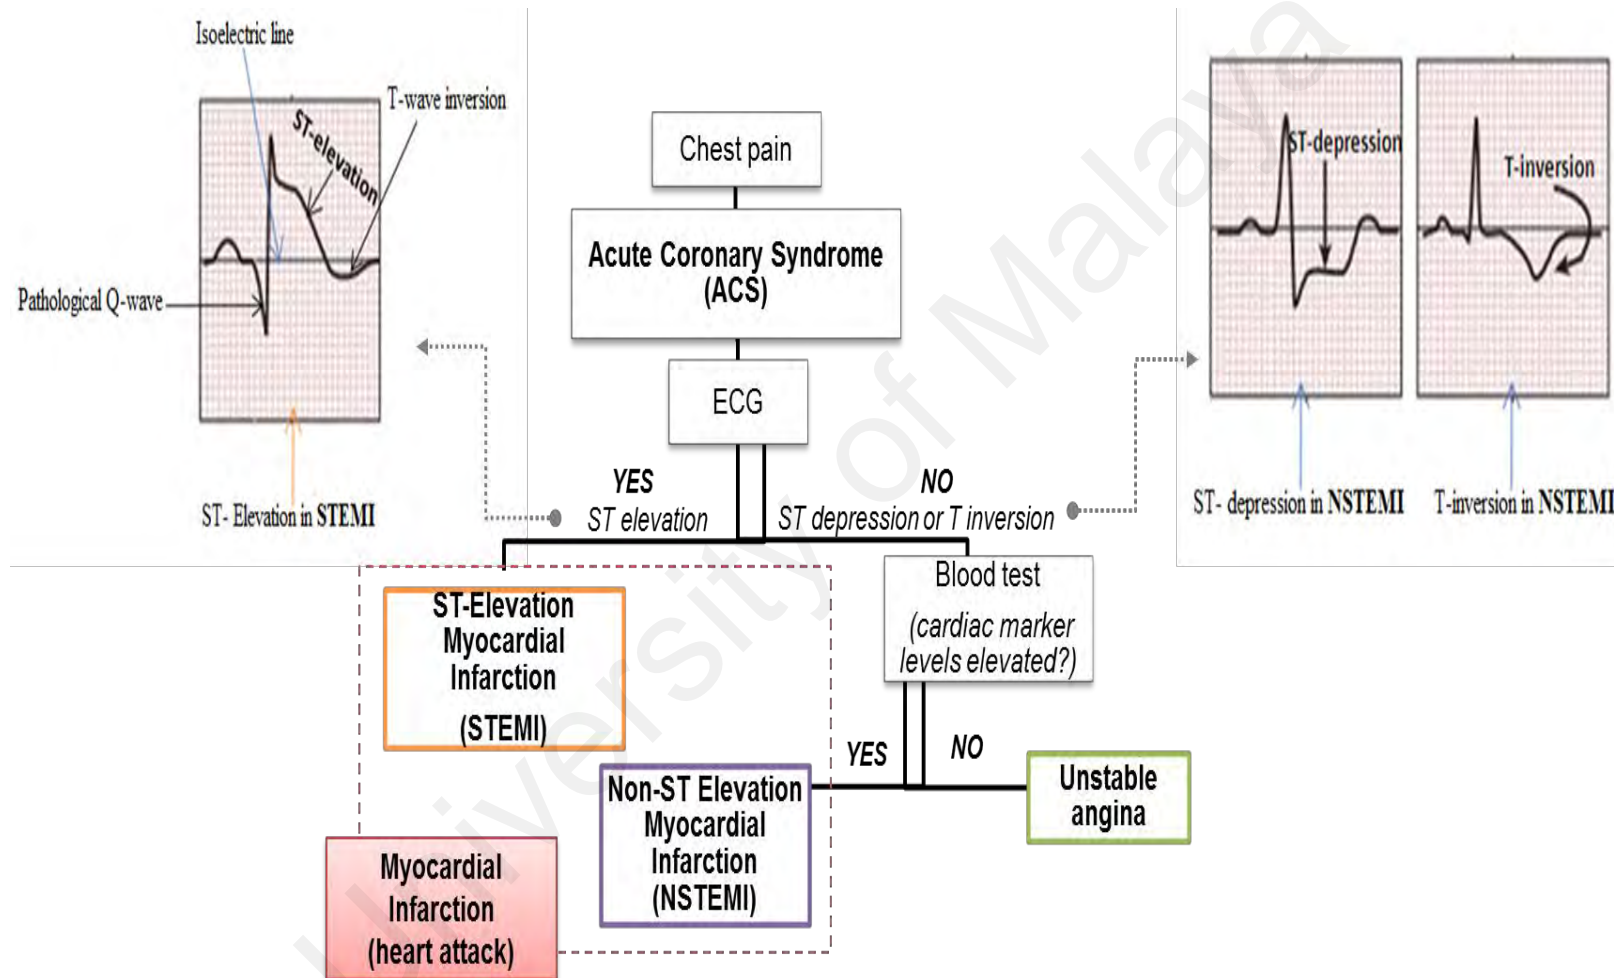 Isoelectric line
T-wave inversion
ST-elevation
Pathological Q-wave
ST- Elevation in STEMI
Chest pain
Acute Coronary Syndrome
(ACS)
ECG
YES
ST elevation
NO
ST depression or T inversion
ST-depression
T-inversion
ST- depression in NSTEMI
T-inversion in NSTEMI
Blood test
(cardiac marker
levels elevated?)
ST-Elevation
Myocardial
Infarction
(STEMI)
YES
NO
Non-ST Elevation
Myocardial
Infarction
(NSTEMI)
Unstable
angina
Myocardial
Infarction
(heart attack)
University of Malaya